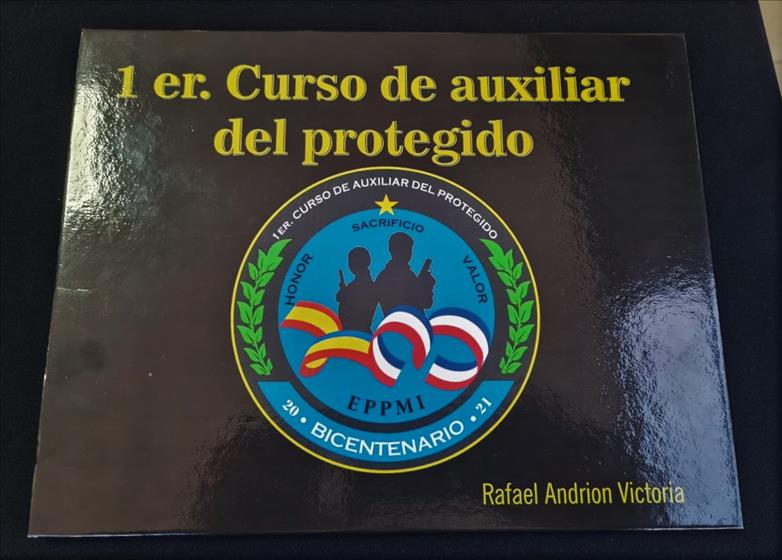 1 er. Curso de auxiliar
del protegido
1ER. CURSO DE AUXILIAR DEL PROTEGIDO
HONOR
SACRIFICIO
VALOR
EPPMI
20 • BICENTENARIO • 21
Rafael Andrion Victoria